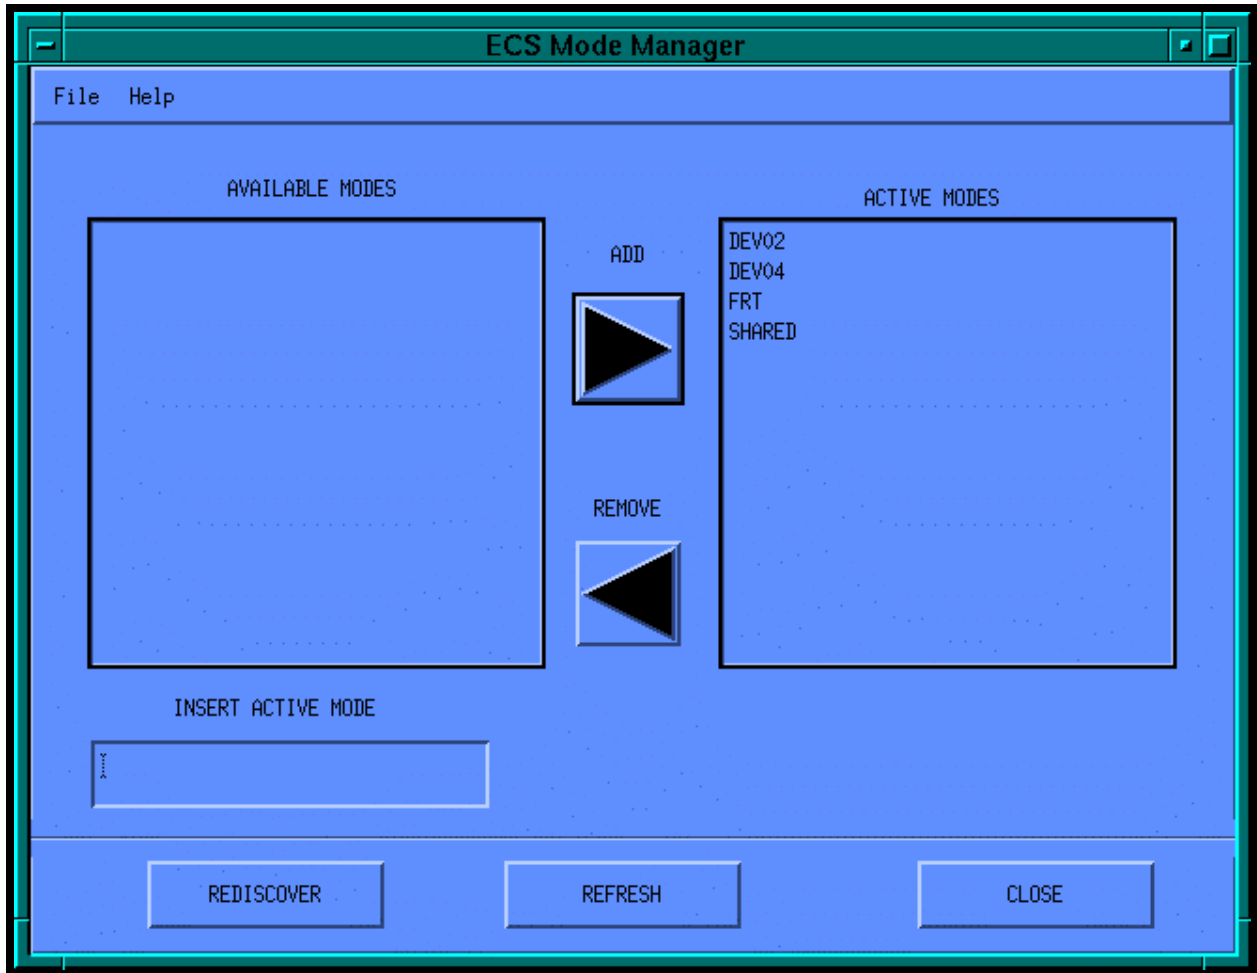 ECS Mode Manager
File Help
AVAILABLE MODES
ACTIVE MODES
ADD
DEV02
DEV04
FRT
SHARED
REMOVE
INSERT ACTIVE MODE
REDISCOVER
REFRESH
CLOSE